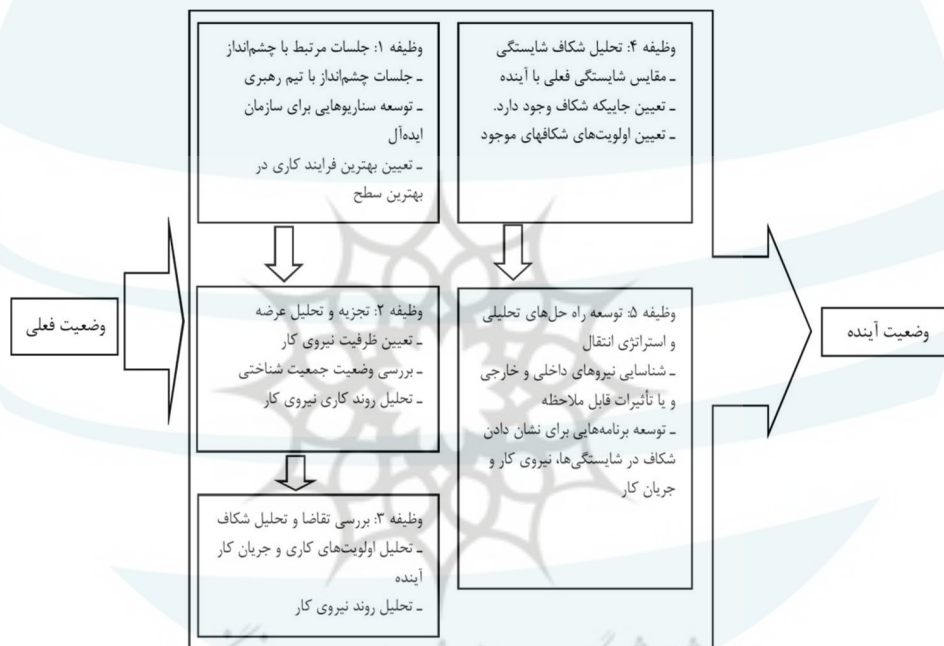 وضعیت فعلی
وظیفه ۱: جلسات مرتبط با چشم‌انداز
ـ جلسات چشم‌انداز با تیم رهبری
ـ توسعه سناریوهایی برای سازمان
ایده‌آل
ـ تعیین بهترین فرایند کاری در
بهترین سطح
وظیفه ۲: تجزیه و تحلیل عرضه
ـ تعیین ظرفیت نیروی کار
ـ بررسی وضعیت جمعیت شناختی
ـ تحلیل روند کاری نیروی کار
وظیفه ۳: بررسی تقاضا و تحلیل شکاف
ـ تحلیل اولویت‌های کاری و جریان کار
آینده
ـ تحلیل روند نیروی کار
وظیفه ۴: تحلیل شکاف شایستگی
ـ مقایس شایستگی فعلی با آینده
ـ تعیین جاییکه شکاف وجود دارد.
ـ تعیین اولویت‌های شکافهای موجود
وظیفه ۵: توسعه راه حل‌های تحلیلی
و استراتژی انتقال
ـ شناسایی نیروهای داخلی و خارجی
و یا تأثیرات قابل ملاحظه
ـ توسعه برنامه‌هایی برای نشان دادن
شکاف در شایستگی‌ها، نیروی کار و
جریان کار
وضعیت آینده